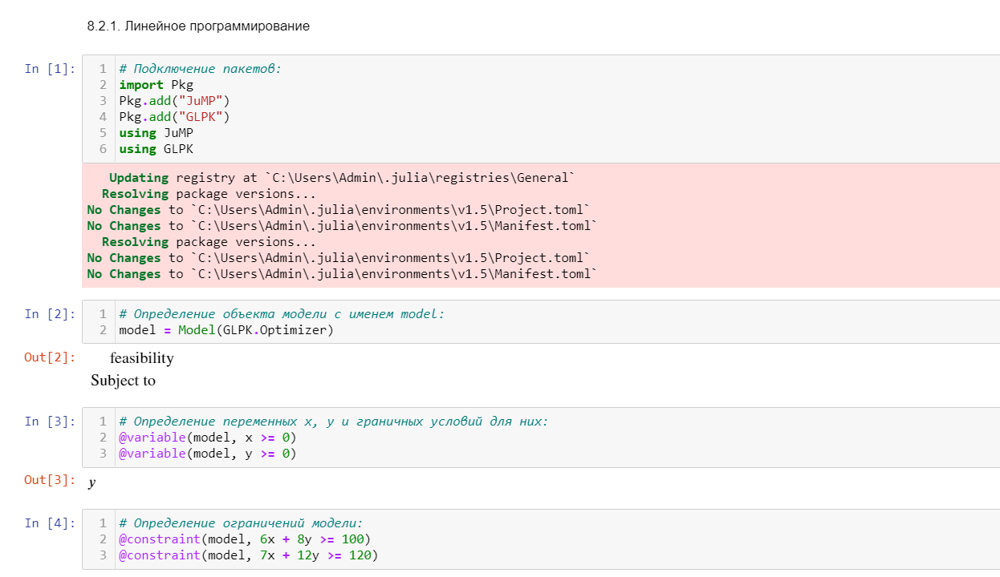 8.2.1. Линейное программирование
In [1]:
1 # Подключение пакетов:
2 import Pkg
3 Pkg.add("JuMP")
4 Pkg.add("GLPK")
5 using JuMP
6 using GLPK
Updating registry at `C:\Users\Admin\.julia\registries\General`
Resolving package versions...
No Changes to `C:\Users\Admin\.julia\environments\v1.5\Project.toml`
No Changes to `C:\Users\Admin\.julia\environments\v1.5\Manifest.toml`
Resolving package versions...
No Changes to `C:\Users\Admin\.julia\environments\v1.5\Project.toml`
No Changes to `C:\Users\Admin\.julia\environments\v1.5\Manifest.toml`
In [2]:
1 # Определение объекта модели с именем model:
2 model = Model(GLPK.Optimizer)
Out[2]:
feasibility
Subject to
In [3]:
1 # Определение переменных x, y и граничных условий для них:
2 @variable(model, x >= 0)
3 @variable(model, y >= 0)
Out[3]: y
In [4]:
1 # Определение ограничений модели:
2 @constraint(model, 6x + 8y >= 100)
3 @constraint(model, 7x + 12y >= 120)